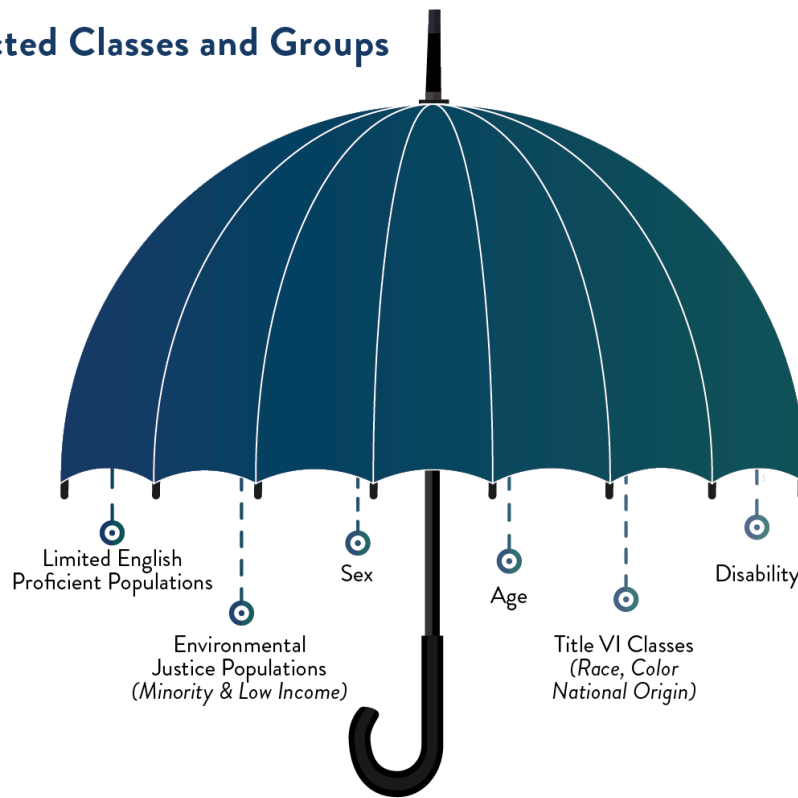 Classes and Groups
Limited English
Proficient Populations
Sex
Disability
Age
Environmental
Justice Populations
(Minority & Low Income)
Title VI Classes
(Race, Color
National Origin)